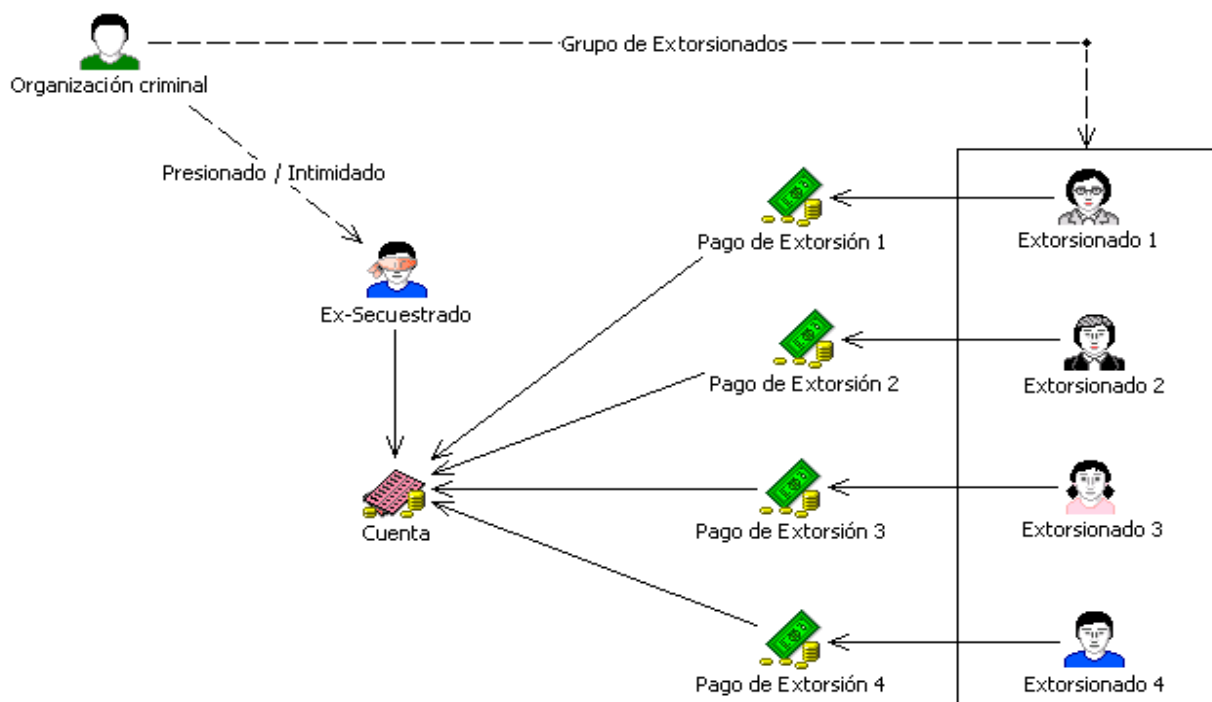 Grupo de Extorsionados
Organización criminal
Presionado / Intimidado
Pago de Extorsión 1
Extorsionado 1
Ex-Secuestrado
Pago de Extorsión 2
Extorsionado 2
Cuenta
Pago de Extorsión 3
Extorsionado 3
Pago de Extorsión 4
Extorsionado 4